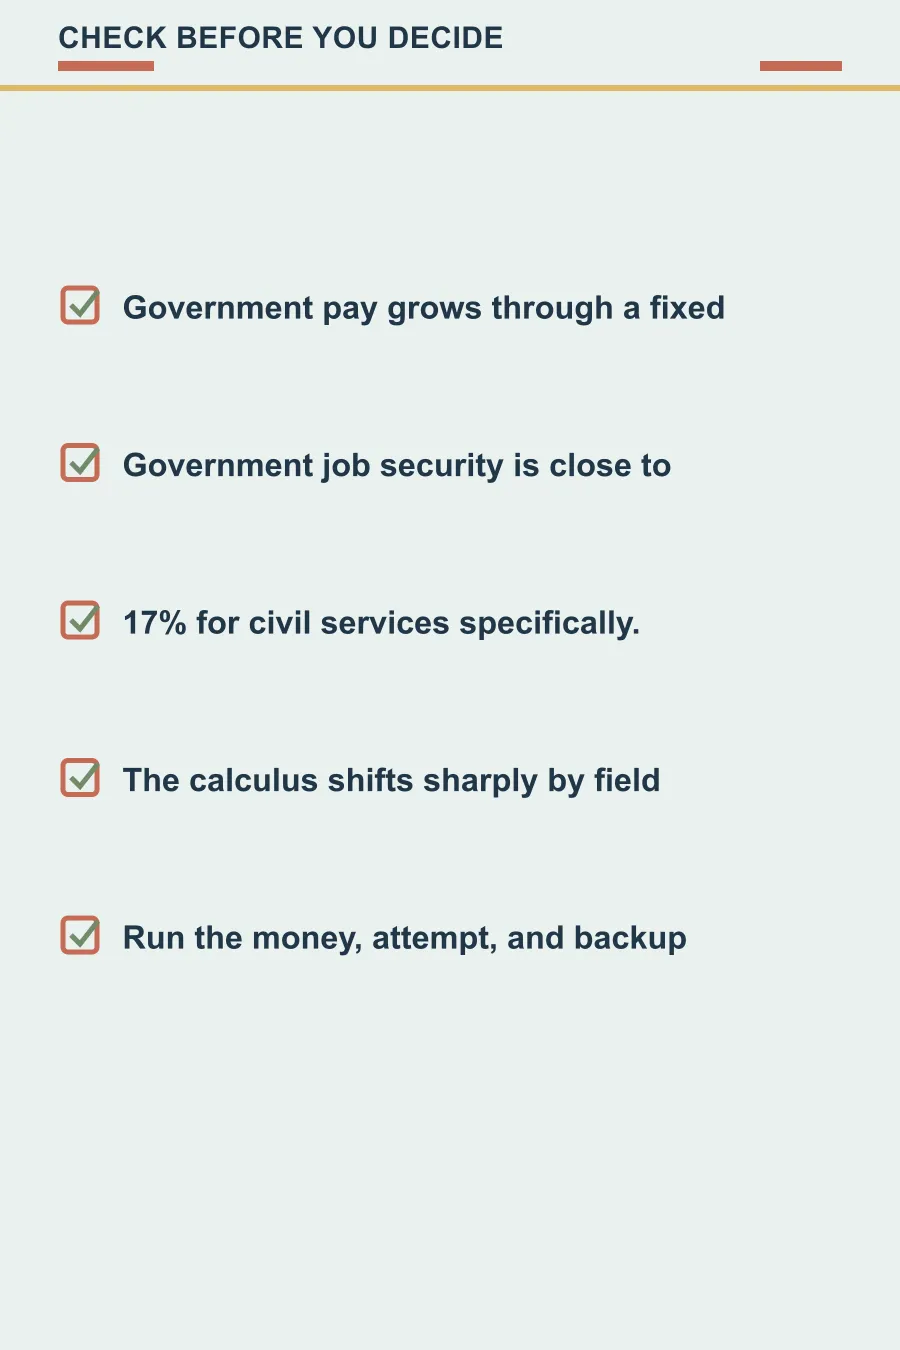 CHECK BEFORE YOU DECIDE
Government pay grows through a fixed
Government job security is close to
17% for civil services specifically.
The calculus shifts sharply by field
Run the money, attempt, and backup